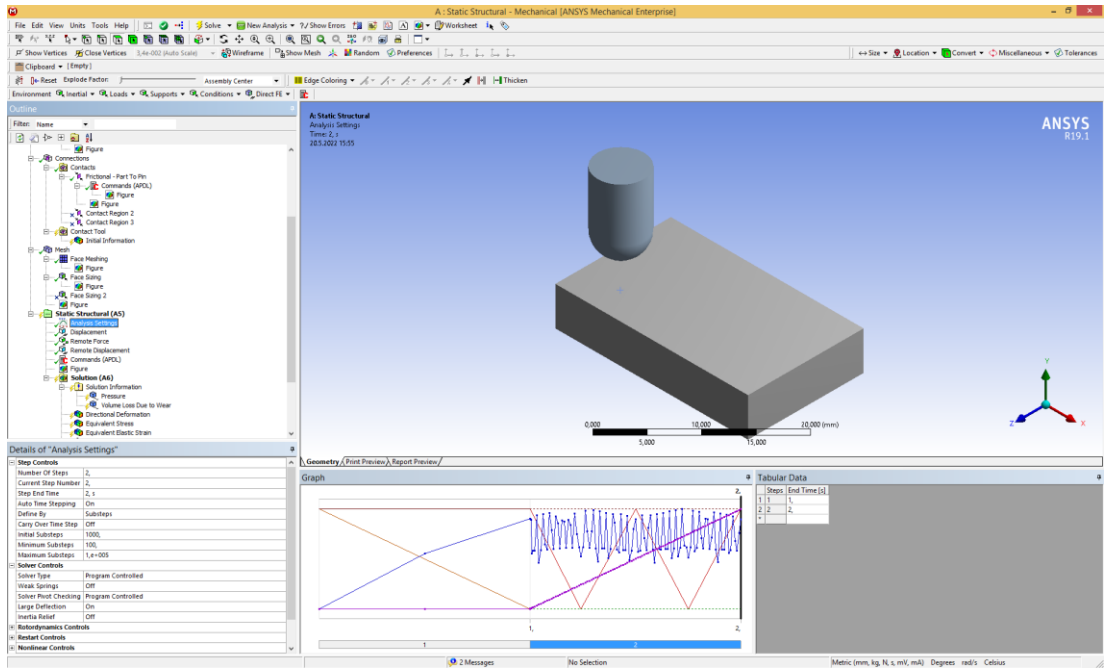 A : Static Structural - Mechanical [ANSYS Mechanical Enterprise]
File Edit View Units Tools Help Solve New Analysis ?/ Show Errors Worksheet
Show Vertices Close Vertices 3,4e-002 (Auto Scale) Wireframe Show Mesh Random Preferences Size Location Convert Miscellaneous Tolerances
Clipboard [Empty]
Reset Explode Factor: Assembly Center Edge Coloring Thicken
Environment Inertial Loads Supports Conditions Direct FE
Outline
Filter: Name
Figure
Connections
Contacts
Frictional - Part To Pin
Commands (APDL)
Figure
Figure
Contact Region 2
Contact Region 3
Contact Tool
Initial Information
Mesh
Face Meshing
Figure
Face Sizing
Figure
Face Sizing 2
Figure
Static Structural (A5)
Analysis Settings
Displacement
Remote Force
Remote Displacement
Commands (APDL)
Figure
Solution (A6)
Solution Information
Pressure
Volume Loss Due to Wear
Directional Deformation
Equivalent Stress
Equivalent Elastic Strain
A: Static Structural
Analysis Settings
Time: 2, s
20.5.2022 15:55
ANSYS
R19.1
0,000 10,000 20,000 (mm)
5,000 15,000
Y
Z X
Geometry Print Preview Report Preview
Details of "Analysis Settings"
Step Controls
Number Of Steps 2,
Current Step Number 2,
Step End Time 2, s
Auto Time Stepping On
Define By Substeps
Carry Over Time Step Off
Initial Substeps 1000,
Minimum Substeps 100,
Maximum Substeps 1,e+005
Solver Controls
Solver Type Program Controlled
Weak Springs Off
Solver Pivot Checking Program Controlled
Large Deflection On
Inertia Relief Off
Rotordynamics Controls
Restart Controls
Nonlinear Controls
Graph
2,
1, 2,
1 2
Tabular Data
Steps End Time [s]
1 1 1,
2 2 2,
*
2 Messages No Selection Metric (mm, kg, N, s, mV, mA) Degrees rad/s Celsius